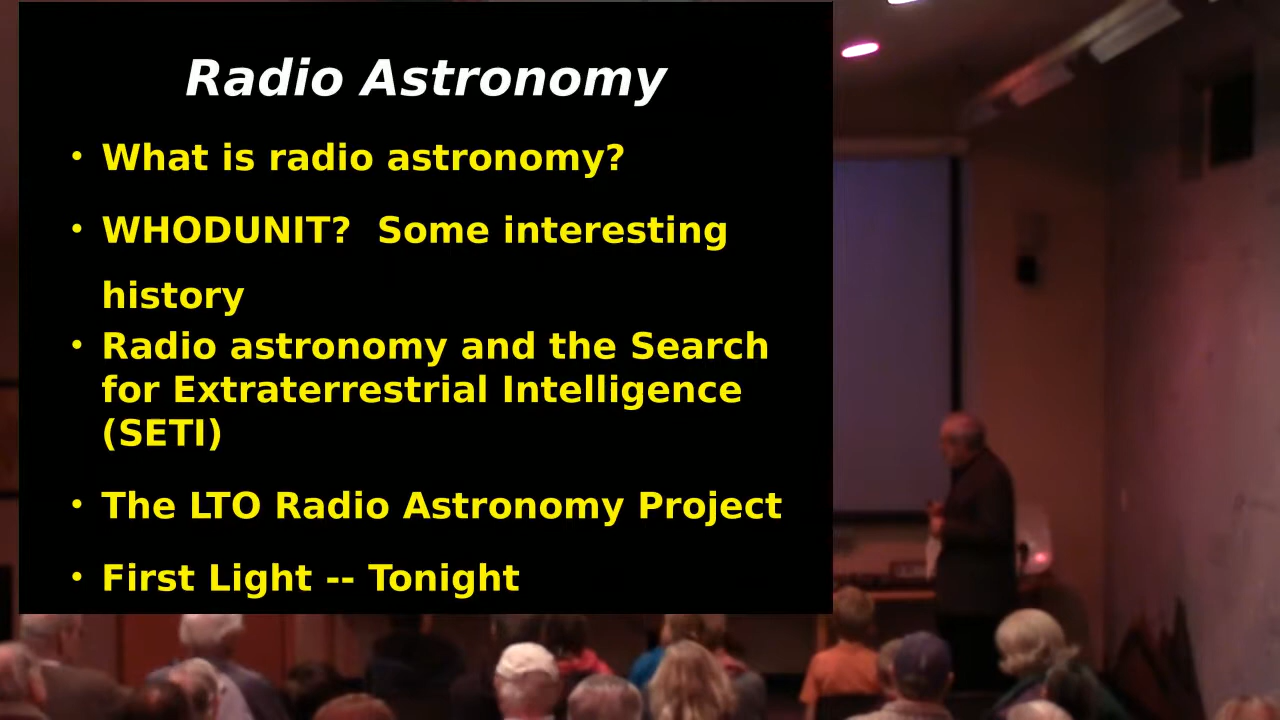 Radio Astronomy
• What is radio astronomy?
• WHODUNIT?  Some interesting
history
• Radio astronomy and the Search
for Extraterrestrial Intelligence
(SETI)
• The LTO Radio Astronomy Project
• First Light -- Tonight